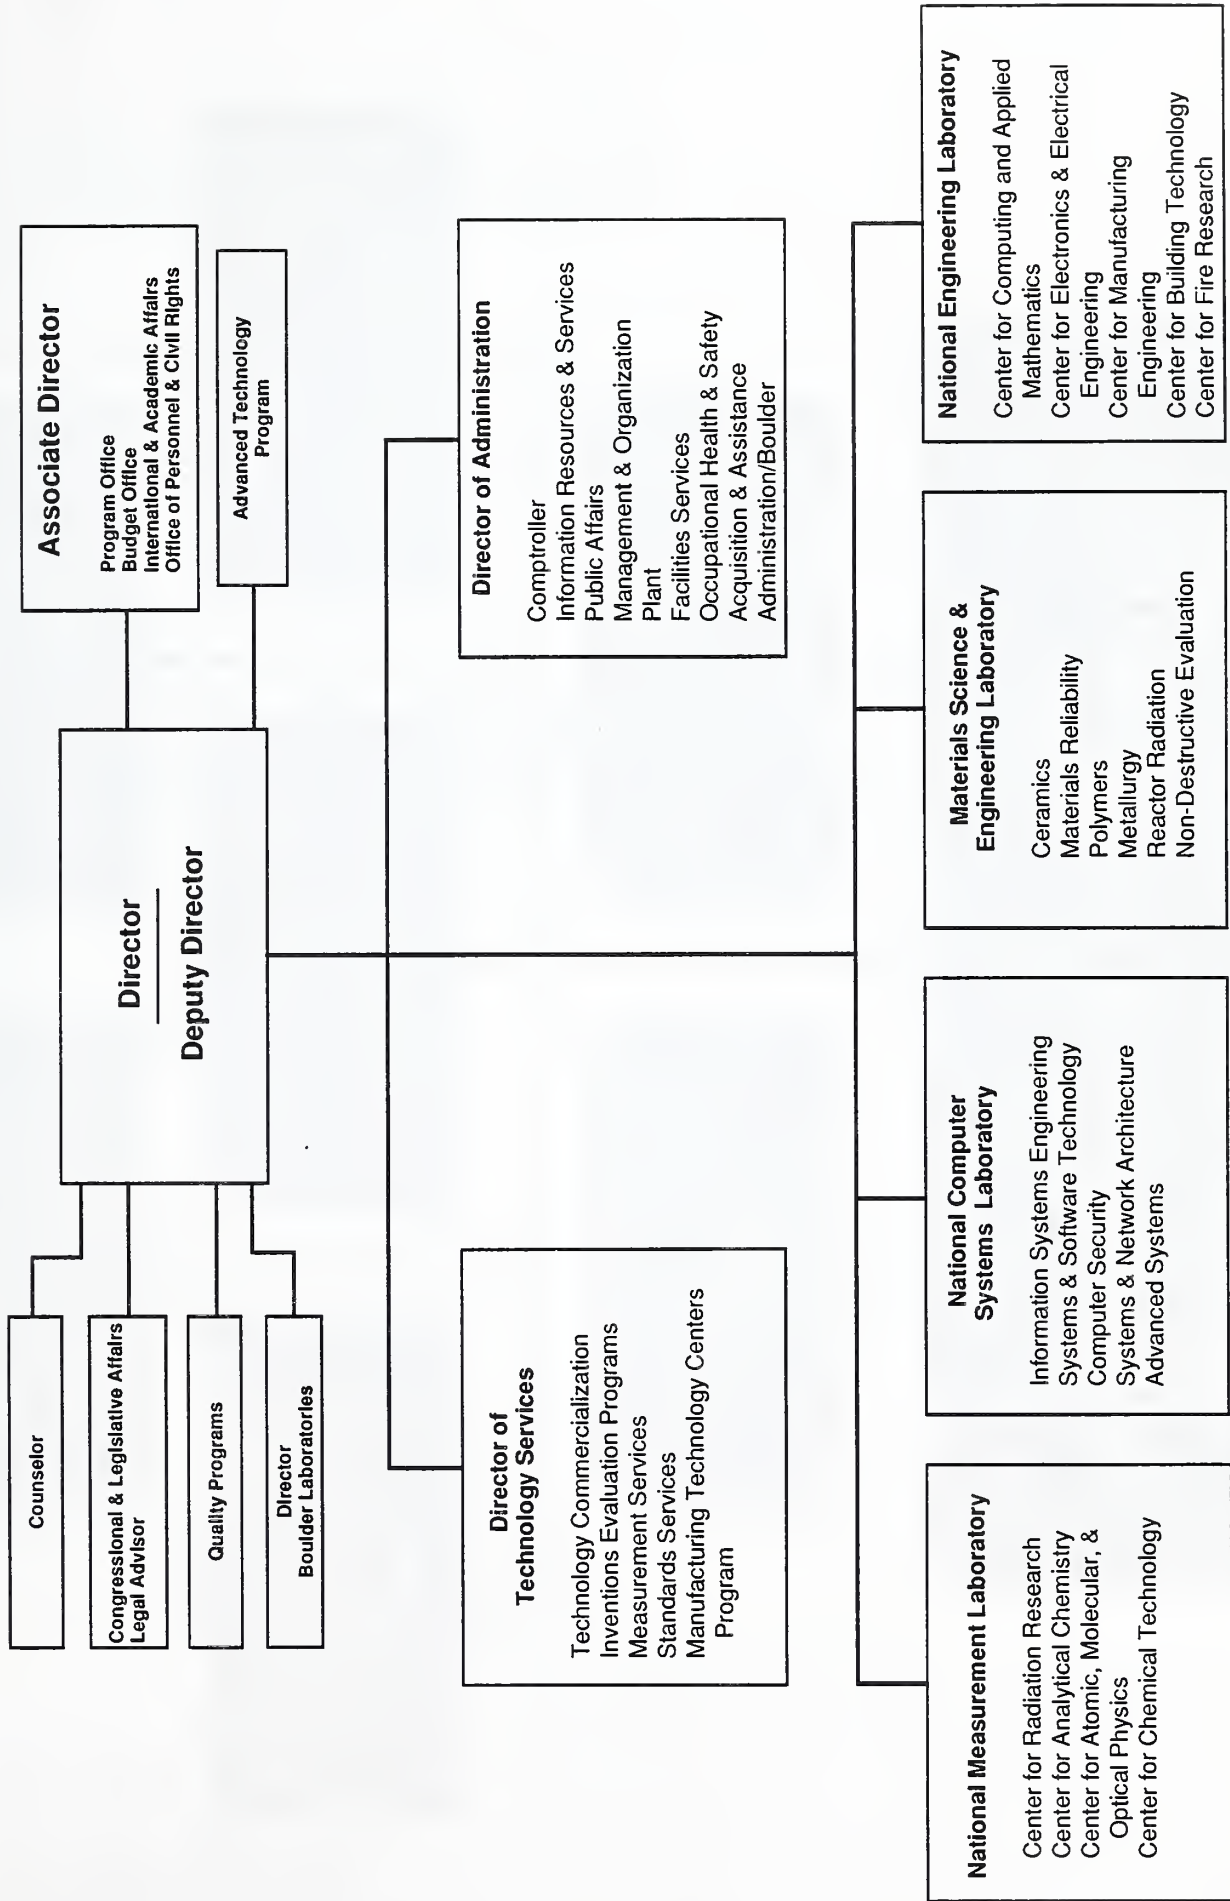 Counselor
Congressional & Legislative Affairs
Legal Advisor
Quality Programs
Director
Boulder Laboratories
Director
Deputy Director
Associate Director
Program Office
Budget Office
International & Academic Affairs
Office of Personnel & Civil Rights
Advanced Technology
Program
Director of
Technology Services
Technology Commercialization
Inventions Evaluation Programs
Measurement Services
Standards Services
Manufacturing Technology Centers
Program
Director of Administration
Comptroller
Information Resources & Services
Public Affairs
Management & Organization
Plant
Facilities Services
Occupational Health & Safety
Acquisition & Assistance
Administration/Boulder
National Measurement Laboratory
Center for Radiation Research
Center for Analytical Chemistry
Center for Atomic, Molecular, &
Optical Physics
Center for Chemical Technology
National Computer
Systems Laboratory
Information Systems Engineering
Systems & Software Technology
Computer Security
Systems & Network Architecture
Advanced Systems
Materials Science &
Engineering Laboratory
Ceramics
Materials Reliability
Polymers
Metallurgy
Reactor Radiation
Non-Destructive Evaluation
National Engineering Laboratory
Center for Computing and Applied
Mathematics
Center for Electronics & Electrical
Engineering
Center for Manufacturing
Engineering
Center for Building Technology
Center for Fire Research